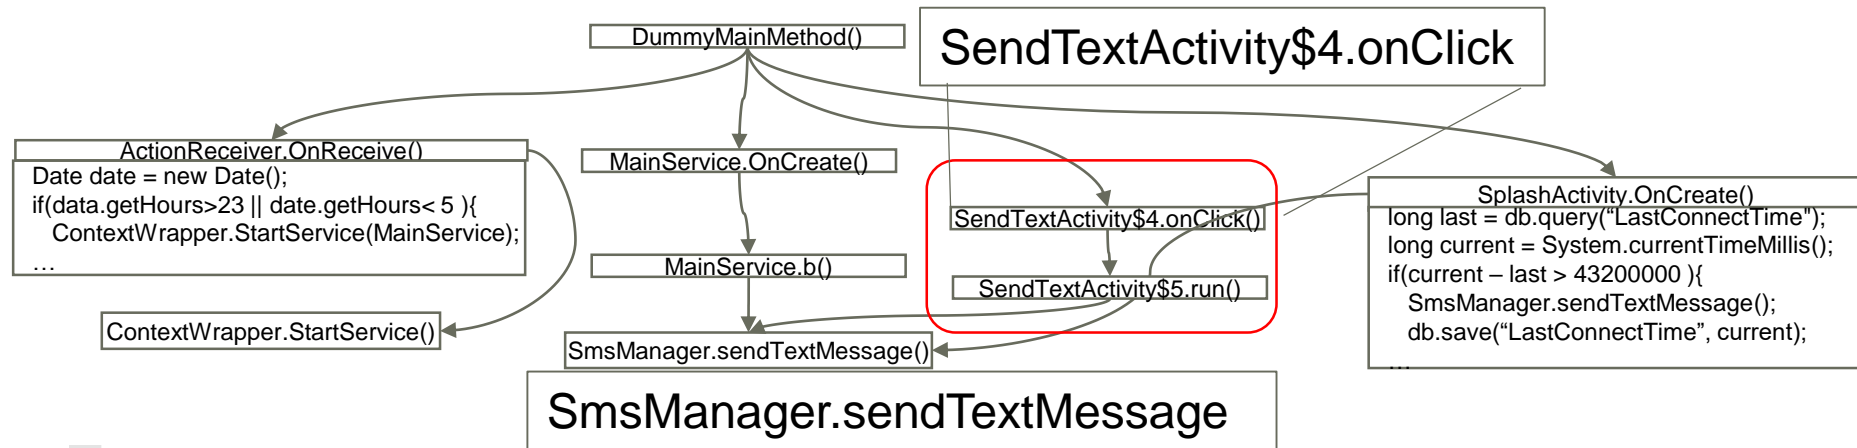 DummyMainMethod()
SendTextActivity$4.onClick
ActionReceiver.OnReceive()
Date date = new Date();
if(data.getHours>23 || date.getHours< 5 ){
ContextWrapper.StartService(MainService);
…
MainService.OnCreate()
SendTextActivity$4.onClick()
SplashActivity.OnCreate()
long last = db.query(“LastConnectTime");
long current = System.currentTimeMillis();
if(current – last > 43200000 ){
SmsManager.sendTextMessage();
db.save(“LastConnectTime”, current);
…
MainService.b()
SendTextActivity$5.run()
ContextWrapper.StartService()
SmsManager.sendTextMessage()
SmsManager.sendTextMessage